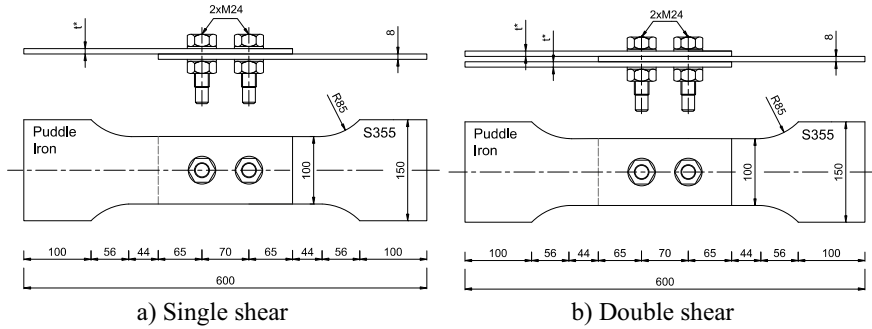 2xM24
t*
8
R85
Puddle
Iron
S355
100
150
100 56 44 65 70 65 44 56 100
600
a) Single shear
2xM24
t*
t*
8
R85
Puddle
Iron
S355
100
150
100 56 44 65 70 65 44 56 100
600
b) Double shear